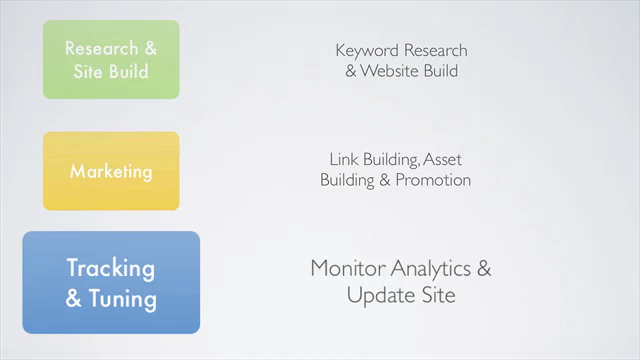 Research &
Site Build
Keyword Research
& Website Build
Marketing
Link Building, Asset
Building & Promotion
Tracking
& Tuning
Monitor Analytics &
Update Site